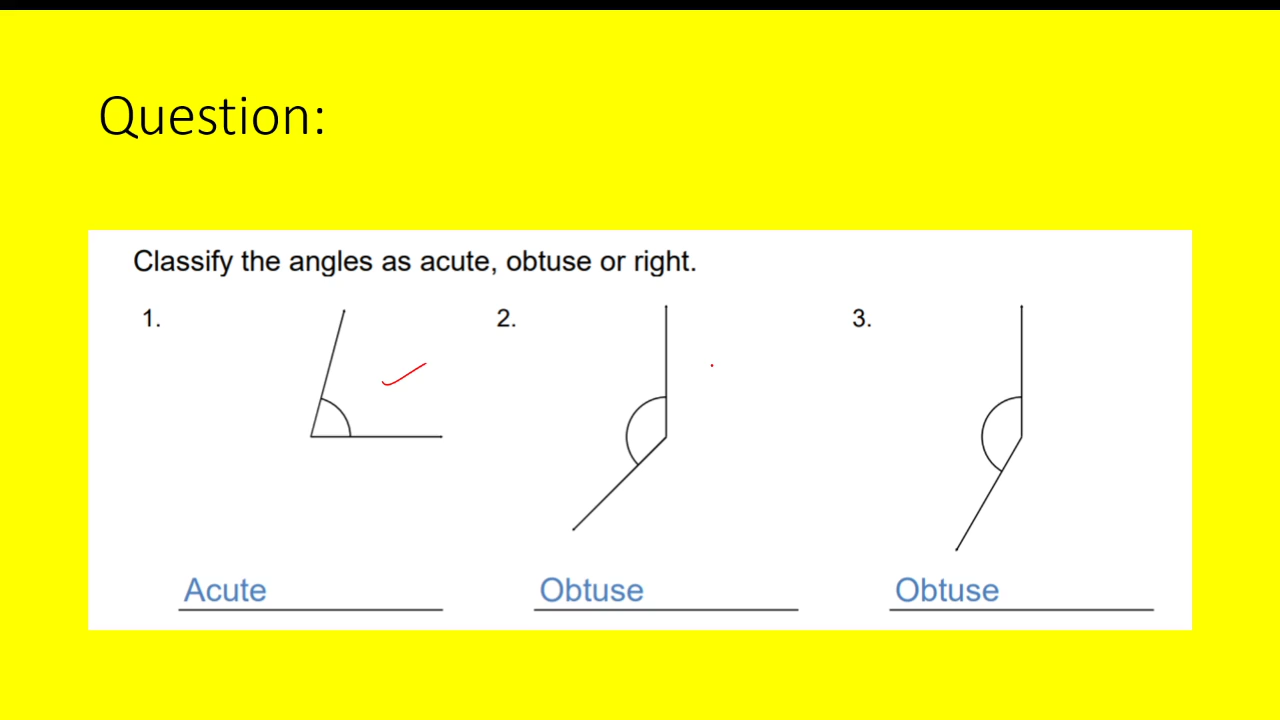 Question:
Classify the angles as acute, obtuse or right.
1. 2. 3.
Acute Obtuse Obtuse